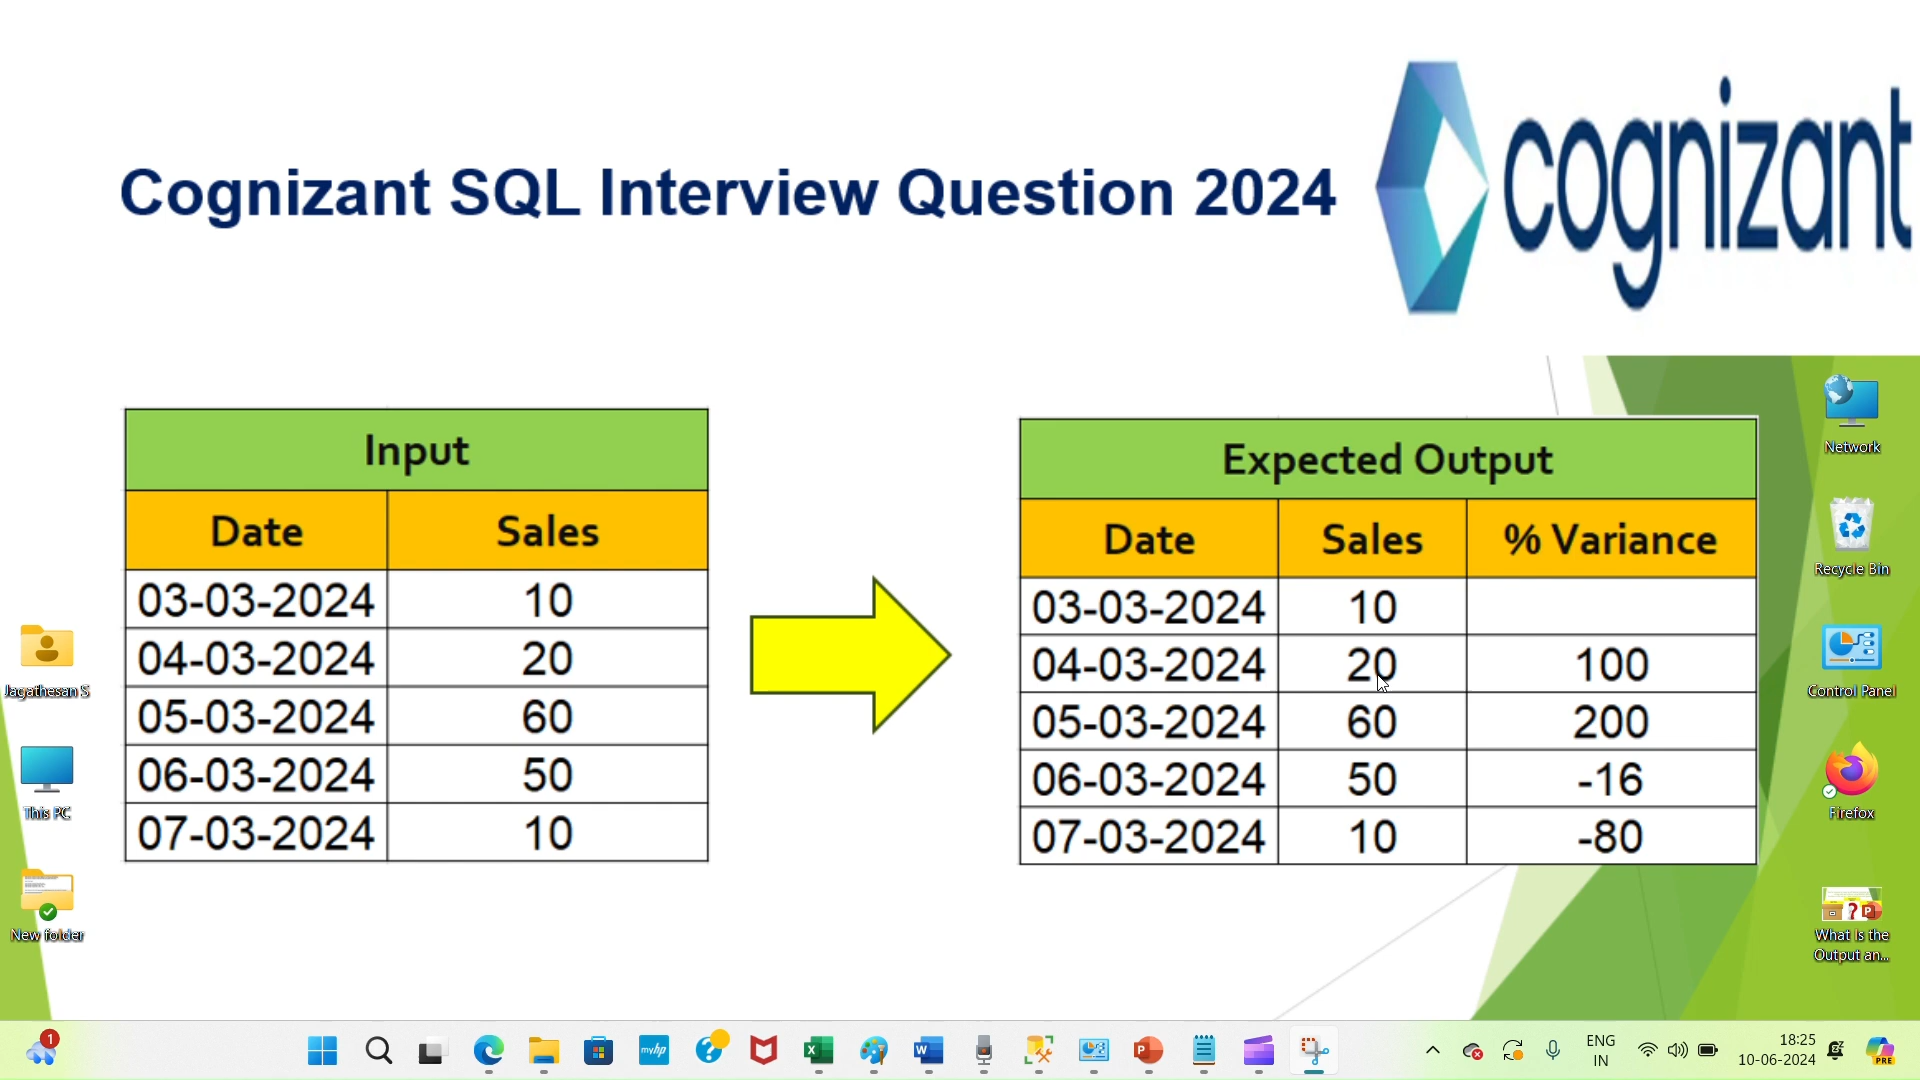 Cognizant SQL Interview Question 2024
cognizant
Input
Date Sales
03-03-2024 10
04-03-2024 20
05-03-2024 60
06-03-2024 50
07-03-2024 10
Expected Output
Date Sales % Variance
03-03-2024 10
04-03-2024 20 100
05-03-2024 60 200
06-03-2024 50 -16
07-03-2024 10 -80
Jagathesan S
This PC
New folder
Network
Recycle Bin
Control Panel
Firefox
What is the
Output an...
1
myhp
ENG
IN
18:25
10-06-2024
PRE